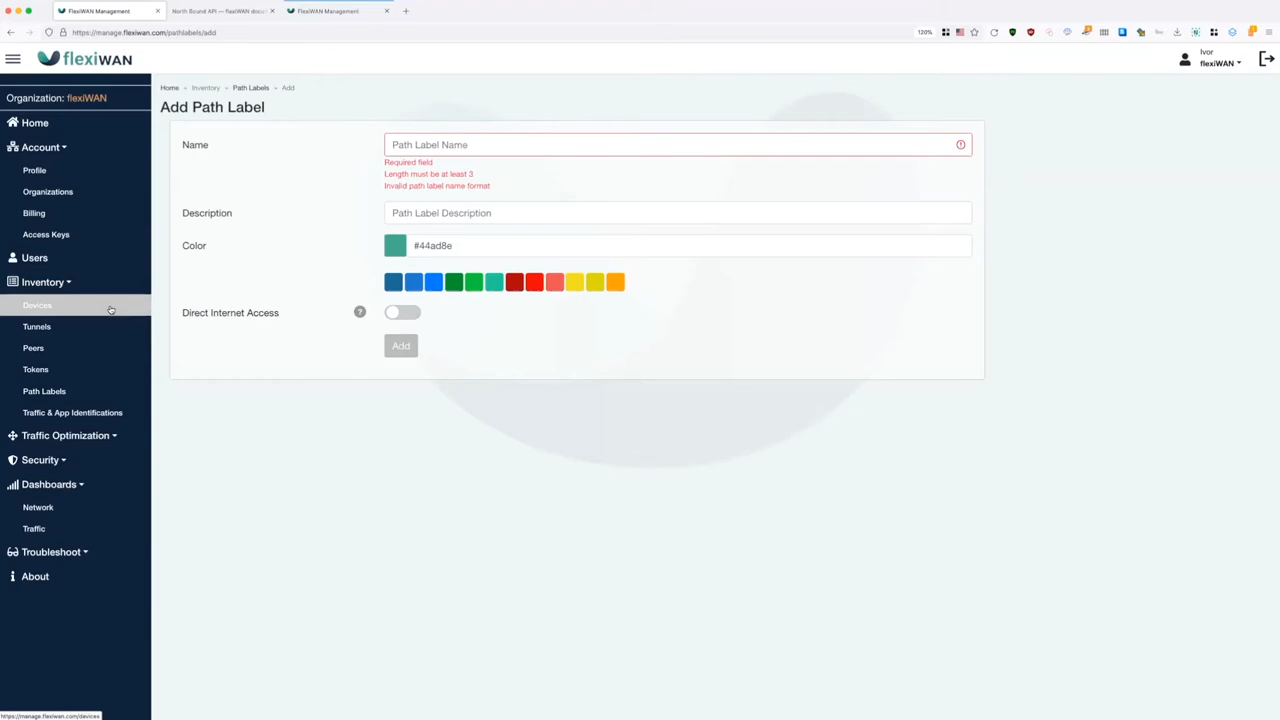 FlexiWAN Management
North Bound API — flexiWAN docu
FlexiWAN Management
https://manage.flexiwan.com/pathlabels/add
120%
flexiWAN
Ivor
flexiWAN
Organization: flexiWAN
Home
Account
Profile
Organizations
Billing
Access Keys
Users
Inventory
Devices
Tunnels
Peers
Tokens
Path Labels
Traffic & App Identifications
Traffic Optimization
Security
Dashboards
Network
Traffic
Troubleshoot
About
Home • Inventory • Path Labels • Add
Add Path Label
Name
Path Label Name
Required field
Length must be at least 3
Invalid path label name format
Description
Path Label Description
Color
#44ad8e
Direct Internet Access
?
Add
https://manage.flexiwan.com/devices